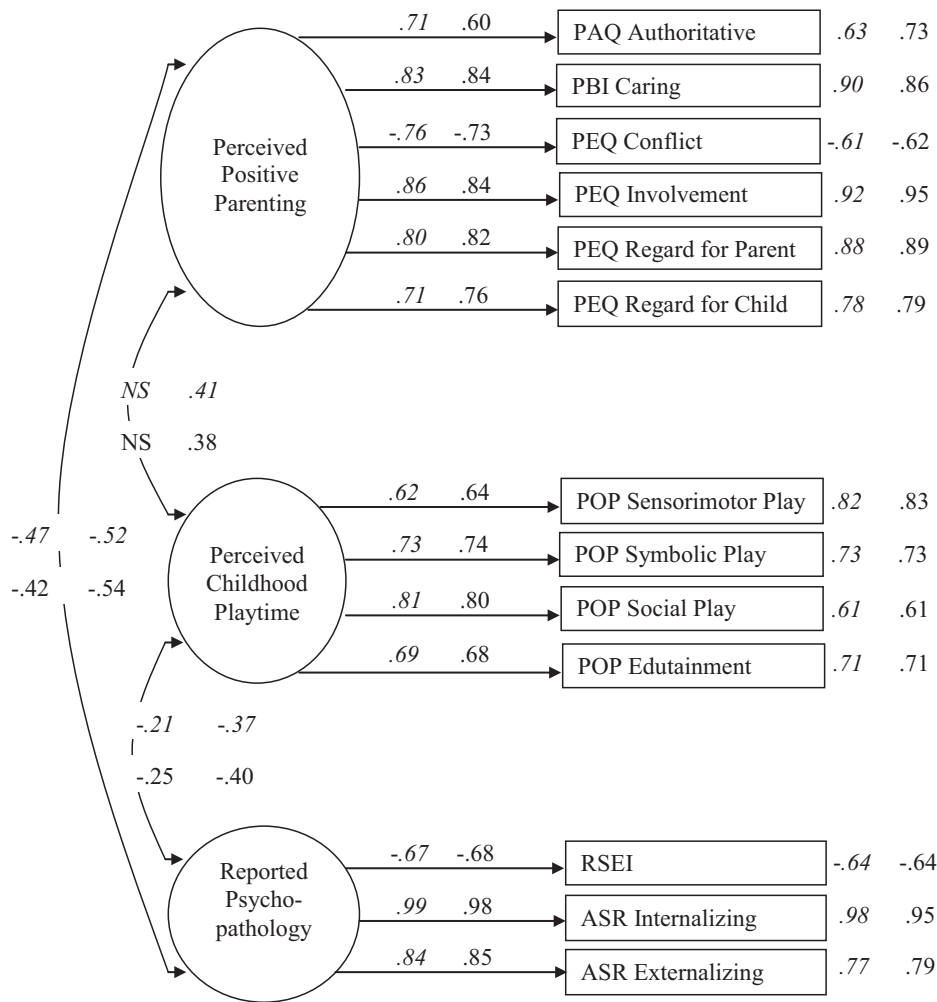 .71 .60 PAQ Authoritative .63 .73
.83 .84 PBI Caring .90 .86
-.76 -.73 PEQ Conflict -.61 -.62
Perceived
Positive
Parenting
.86 .84 PEQ Involvement .92 .95
.80 .82 PEQ Regard for Parent .88 .89
.71 .76 PEQ Regard for Child .78 .79
NS .41
NS .38
.62 .64 POP Sensorimotor Play .82 .83
-.47 -.52
-.42 -.54
Perceived
Childhood
Playtime
.73 .74 POP Symbolic Play .73 .73
.81 .80 POP Social Play .61 .61
.69 .68 POP Edutainment .71 .71
-.21 -.37
-.25 -.40
Reported
Psycho-
pathology
-.67 -.68 RSEI -.64 -.64
.99 .98 ASR Internalizing .98 .95
.84 .85 ASR Externalizing .77 .79